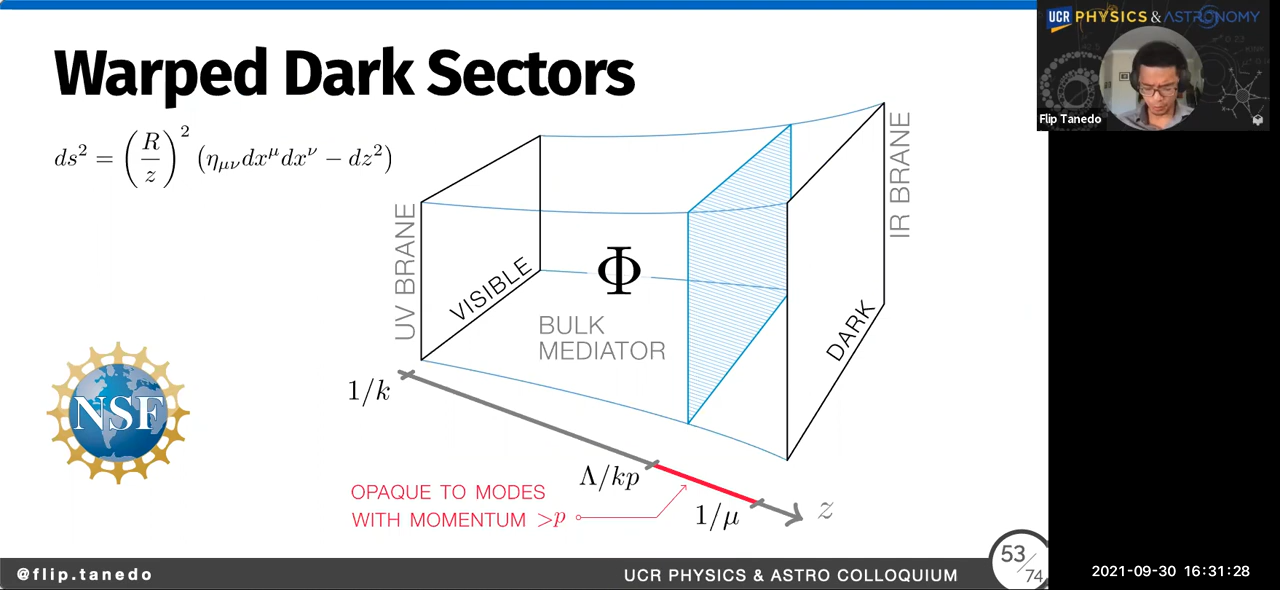 Warped Dark Sectors
ds² = (R/z)² (η_μν dx^μ dx^ν − dz²)
UV BRANE
VISIBLE
Φ
BULK
MEDIATOR
DARK
IR BRANE
1/k
Λ/kp
1/μ
z
OPAQUE TO MODES
WITH MOMENTUM >p
NSF
@flip.tanedo
UCR PHYSICS & ASTRO COLLOQUIUM
53/74
UCR PHYSICS & ASTRONOMY
Flip Tanedo
2021-09-30 16:31:28